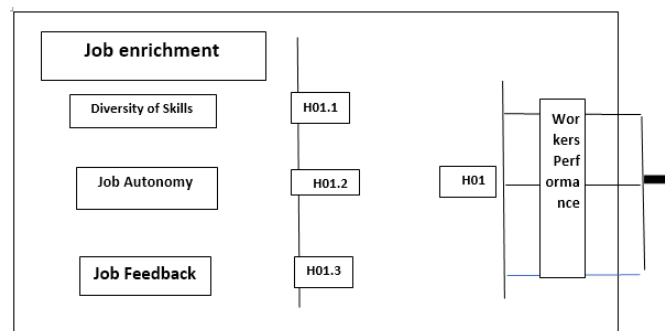 Job enrichment
Diversity of Skills
H01.1
Job Autonomy
H01.2
H01
Job Feedback
H01.3
Wor
kers
Perf
orma
nce